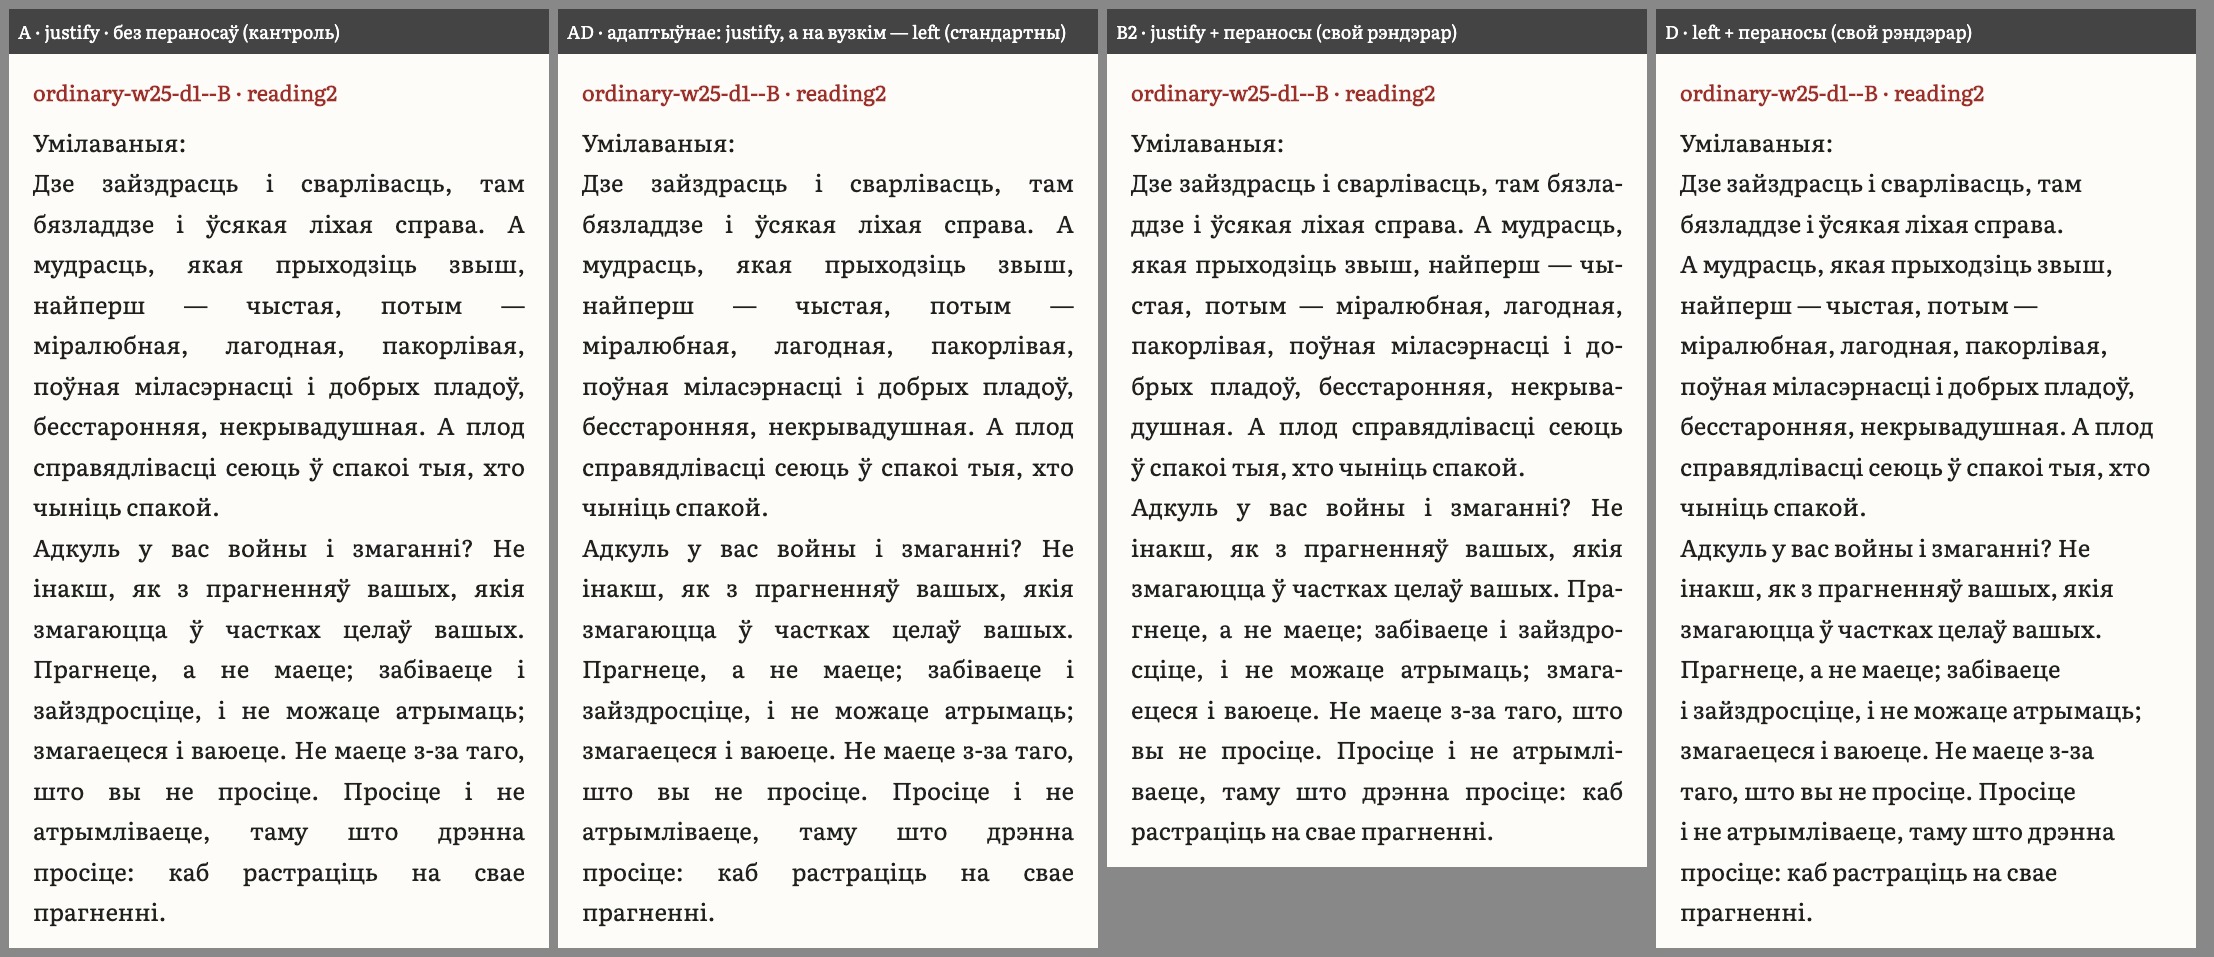 A · justify · без пераносаў (кантроль)
ordinary-w25-d1--B · reading2
Умілаваныя:
Дзе зайздрасць і сварлівасць, там
бязладдзе і ўсякая ліхая справа. А
мудрасць, якая прыходзіць звыш,
найперш — чыстая, потым —
міралюбная, лагодная, пакорлівая,
поўная міласэрнасці і добрых пладоў,
бесстаронняя, некрывадушная. А плод
справядлівасці сеюць ў спакоі тыя, хто
чыніць спакой.
Адкуль у вас войны і змаганні? Не
інакш, як з прагненняў вашых, якія
змагаюцца ў частках целаў вашых.
Прагнеце, а не маеце; забіваеце і
зайздросціце, і не можаце атрымаць;
змагаецеся і ваюеце. Не маеце з-за таго,
што вы не просіце. Просіце і не
атрымліваеце, таму што дрэнна
просіце: каб растраціць на свае
прагненні.
AD · адаптыўнае: justify, а на вузкім — left (стандартны)
ordinary-w25-d1--B · reading2
Умілаваныя:
Дзе зайздрасць і сварлівасць, там
бязладдзе і ўсякая ліхая справа. А
мудрасць, якая прыходзіць звыш,
найперш — чыстая, потым —
міралюбная, лагодная, пакорлівая,
поўная міласэрнасці і добрых пладоў,
бесстаронняя, некрывадушная. А плод
справядлівасці сеюць ў спакоі тыя, хто
чыніць спакой.
Адкуль у вас войны і змаганні? Не
інакш, як з прагненняў вашых, якія
змагаюцца ў частках целаў вашых.
Прагнеце, а не маеце; забіваеце і
зайздросціце, і не можаце атрымаць;
змагаецеся і ваюеце. Не маеце з-за таго,
што вы не просіце. Просіце і не
атрымліваеце, таму што дрэнна
просіце: каб растраціць на свае
прагненні.
B2 · justify + пераносы (свой рэндэрар)
ordinary-w25-d1--B · reading2
Умілаваныя:
Дзе зайздрасць і сварлівасць, там бязла-
ддзе і ўсякая ліхая справа. А мудрасць,
якая прыходзіць звыш, найперш — чы-
стая, потым — міралюбная, лагодная,
пакорлівая, поўная міласэрнасці і до-
брых пладоў, бесстаронняя, некрыва-
душная. А плод справядлівасці сеюць
ў спакоі тыя, хто чыніць спакой.
Адкуль у вас войны і змаганні? Не
інакш, як з прагненняў вашых, якія
змагаюцца ў частках целаў вашых. Пра-
гнеце, а не маеце; забіваеце і зайздро-
сціце, і не можаце атрымаць; змага-
ецеся і ваюеце. Не маеце з-за таго, што
вы не просіце. Просіце і не атрымлі-
ваеце, таму што дрэнна просіце: каб
растраціць на свае прагненні.
D · left + пераносы (свой рэндэрар)
ordinary-w25-d1--B · reading2
Умілаваныя:
Дзе зайздрасць і сварлівасць, там
бязладдзе і ўсякая ліхая справа.
А мудрасць, якая прыходзіць звыш,
найперш — чыстая, потым —
міралюбная, лагодная, пакорлівая,
поўная міласэрнасці і добрых пладоў,
бесстаронняя, некрывадушная. А плод
справядлівасці сеюць ў спакоі тыя, хто
чыніць спакой.
Адкуль у вас войны і змаганні? Не
інакш, як з прагненняў вашых, якія
змагаюцца ў частках целаў вашых.
Прагнеце, а не маеце; забіваеце
і зайздросціце, і не можаце атрымаць;
змагаецеся і ваюеце. Не маеце з-за
таго, што вы не просіце. Просіце
і не атрымліваеце, таму што дрэнна
просіце: каб растраціць на свае
прагненні.